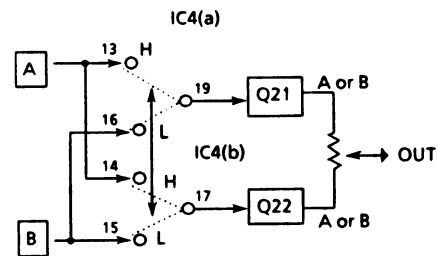 IC4(a)
13
H
A
19
Q21
A or B
16
L
IC4(b)
OUT
14
H
17
Q22
A or B
B
15
L